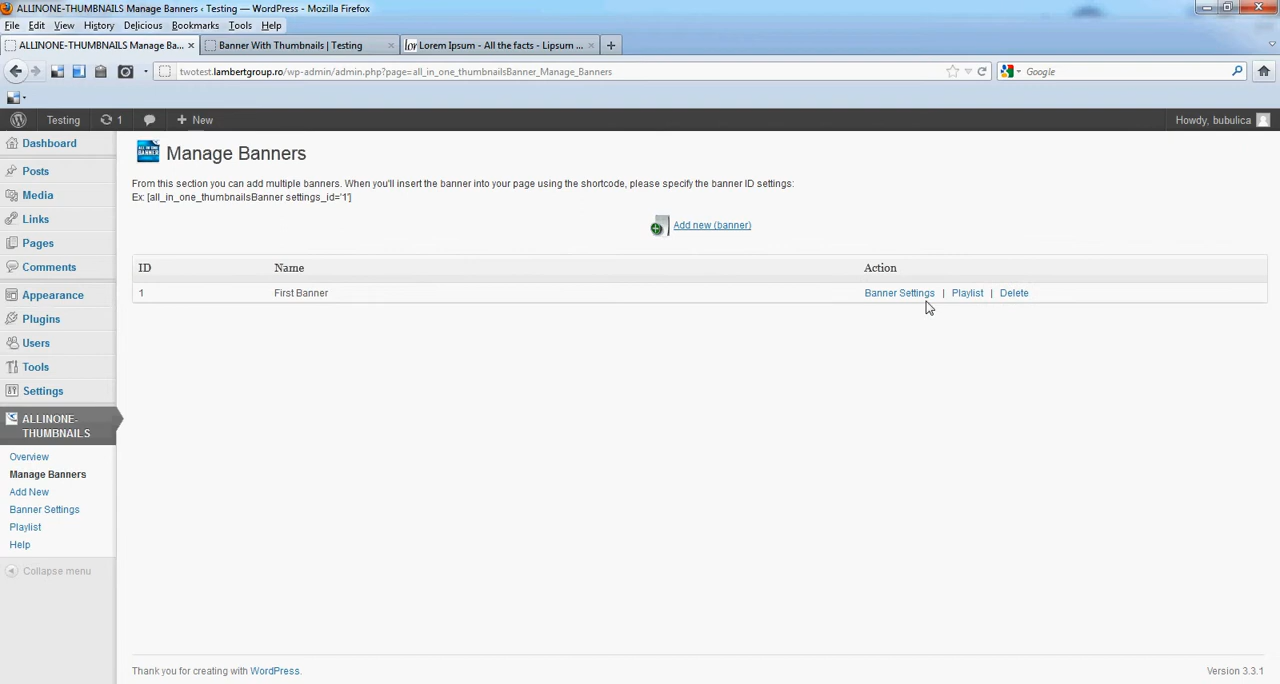 ALLINONE-THUMBNAILS Manage Banners ‹ Testing — WordPress - Mozilla Firefox
File Edit View History Delicious Bookmarks Tools Help
ALLINONE-THUMBNAILS Manage Ba... × Banner With Thumbnails | Testing × Lorem Ipsum - All the facts - Lipsum ... ×
twotest.lambertgroup.ro/wp-admin/admin.php?page=all_in_one_thumbnailsBanner_Manage_Banners Google
Testing 1 New Howdy, bubulica
Dashboard
Posts
Media
Links
Pages
Comments
Appearance
Plugins
Users
Tools
Settings
ALLINONE-
THUMBNAILS
Overview
Manage Banners
Add New
Banner Settings
Playlist
Help
Collapse menu
Manage Banners
From this section you can add multiple banners. When you'll insert the banner into your page using the shortcode, please specify the banner ID settings:
Ex: [all_in_one_thumbnailsBanner settings_id='1']
Add new (banner)
ID Name Action
1 First Banner Banner Settings | Playlist | Delete
Thank you for creating with WordPress. Version 3.3.1